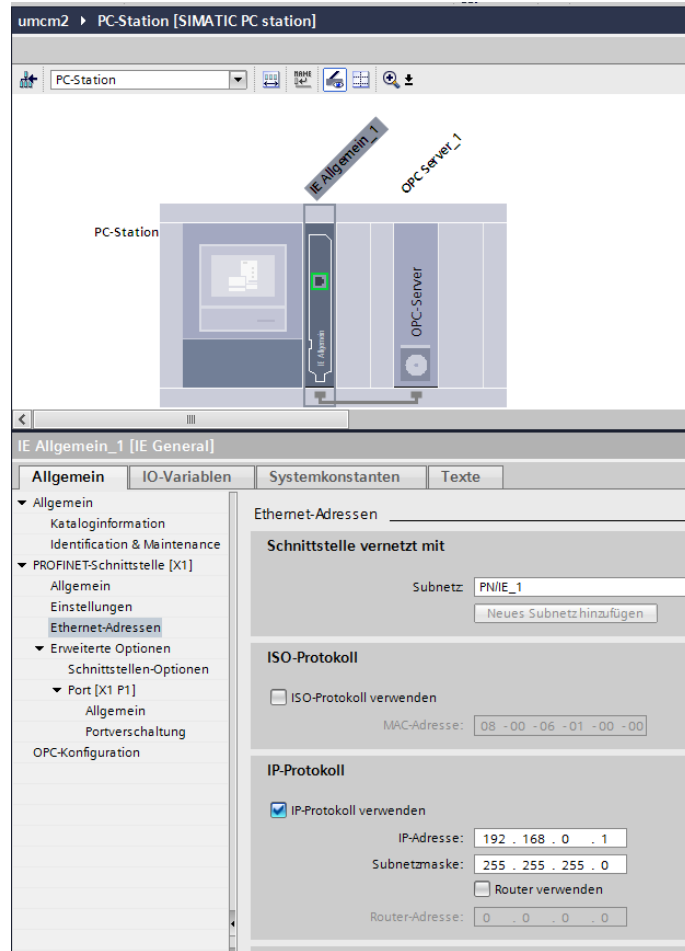 umcm2 ▸ PC-Station [SIMATIC PC station]
PC-Station
IE Allgemein_1
OPC Server_1
PC-Station
IE Allgemein
OPC-Server
IE Allgemein_1 [IE General]
Allgemein IO-Variablen Systemkonstanten Texte
Allgemein
Kataloginformation
Identification & Maintenance
PROFINET-Schnittstelle [X1]
Allgemein
Einstellungen
Ethernet-Adressen
Erweiterte Optionen
Schnittstellen-Optionen
Port [X1 P1]
Allgemein
Portverschaltung
OPC-Konfiguration
Ethernet-Adressen
Schnittstelle vernetzt mit
Subnetz: PN/IE_1
Neues Subnetz hinzufügen
ISO-Protokoll
ISO-Protokoll verwenden
MAC-Adresse: 08 -00 -06 -01 -00 -00
IP-Protokoll
IP-Protokoll verwenden
IP-Adresse: 192 . 168 . 0 . 1
Subnetzmaske: 255 . 255 . 255 . 0
Router verwenden
Router-Adresse: 0 . 0 . 0 . 0